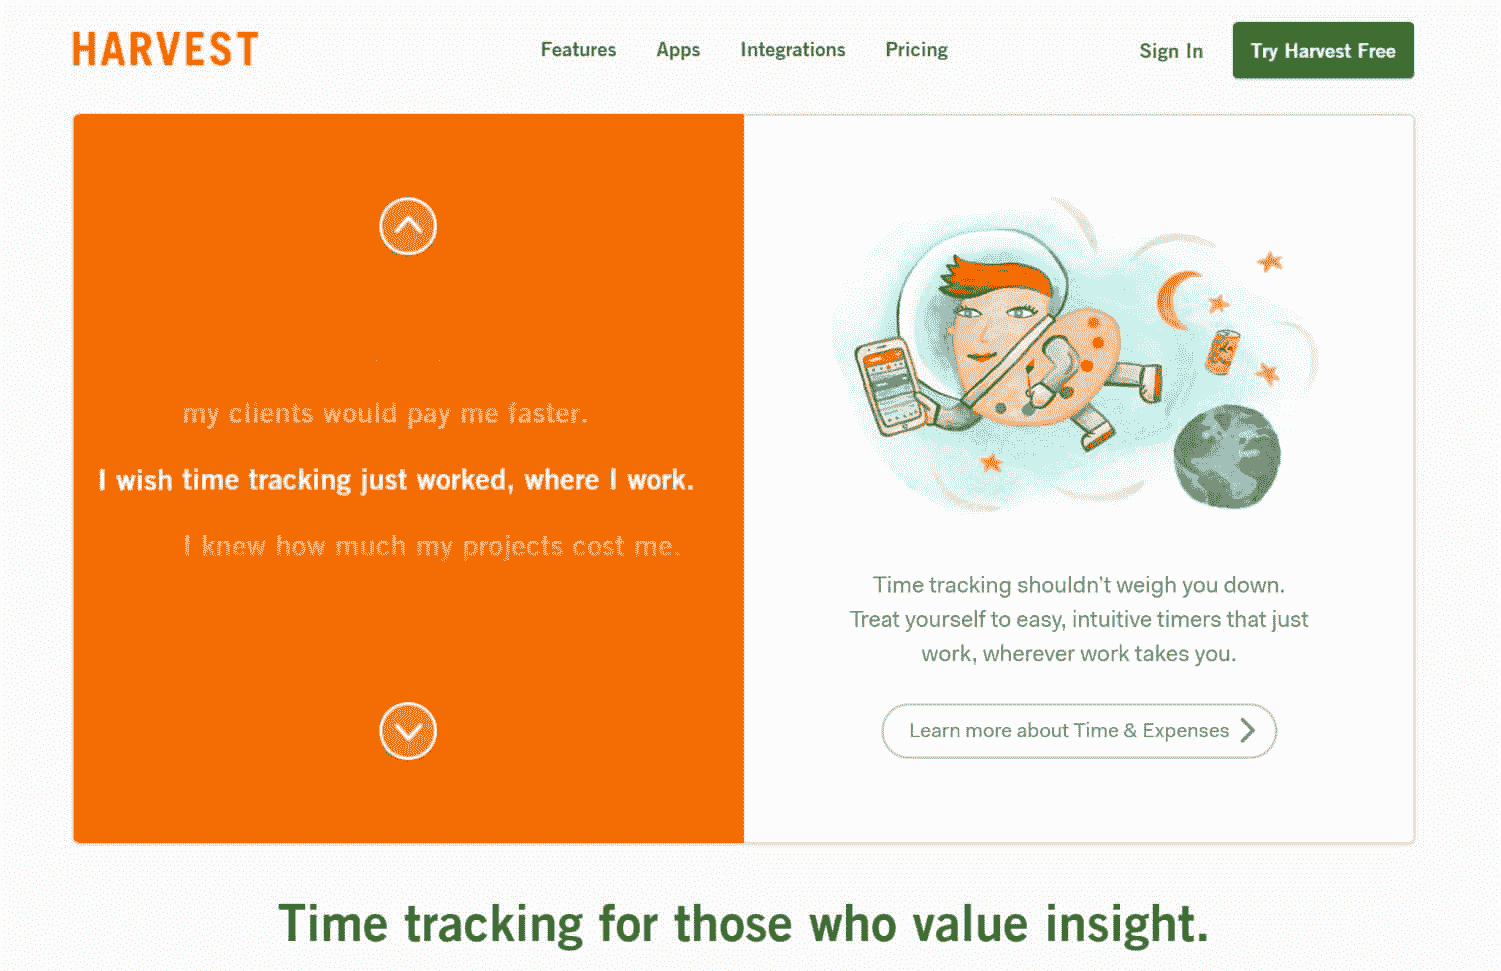 HARVEST
Features
Apps
Integrations
Pricing
Sign In
Try Harvest Free
my clients would pay me faster.
I wish time tracking just worked, where I work.
I knew how much my projects cost me.
Time tracking shouldn't weigh you down.
Treat yourself to easy, intuitive timers that just
work, wherever work takes you.
Learn more about Time & Expenses
Time tracking for those who value insight.